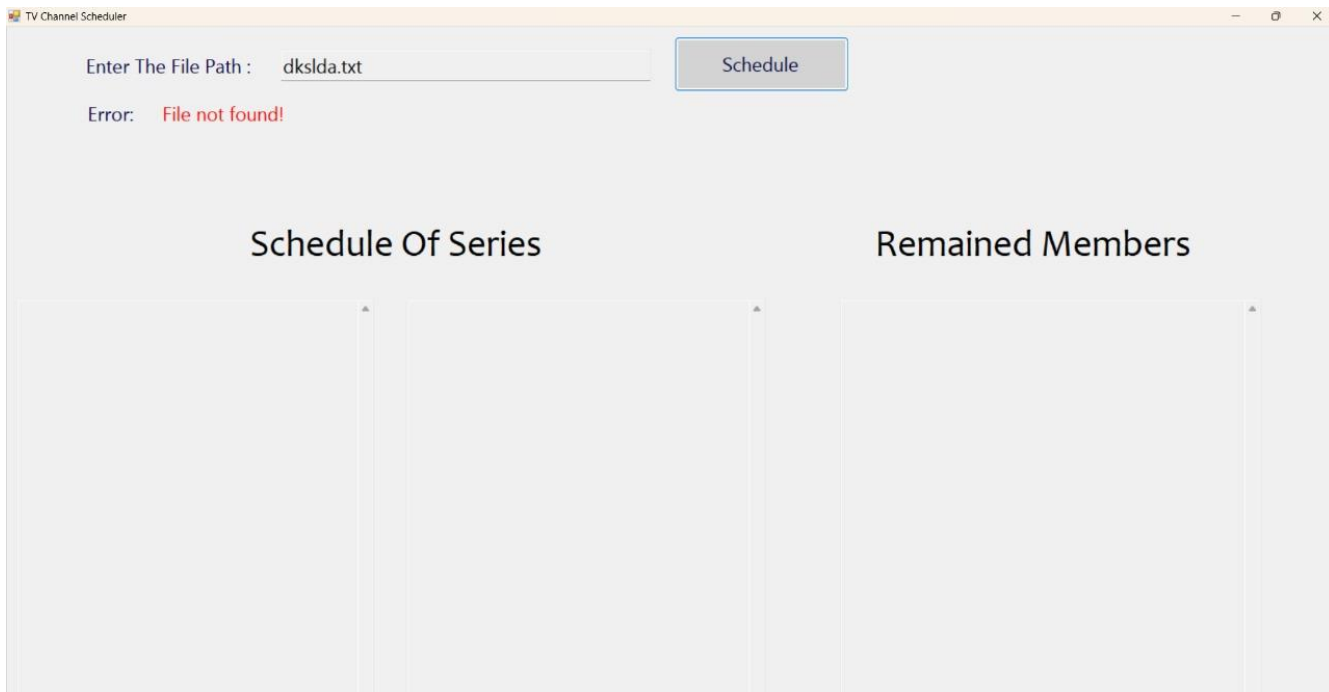 TV Channel Scheduler
Enter The File Path : dkslda.txt Schedule
Error: File not found!
Schedule Of Series Remained Members